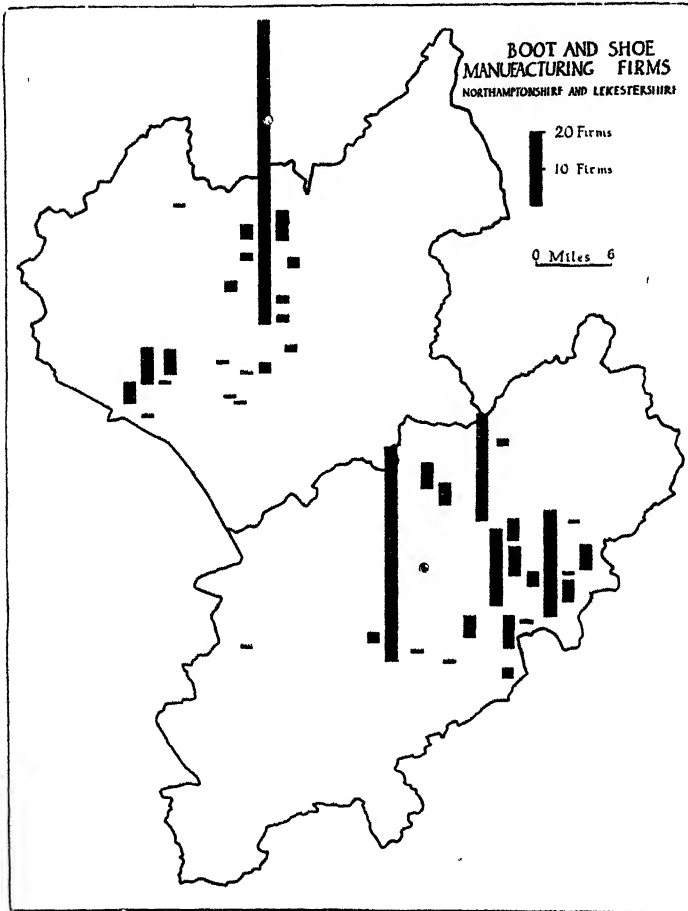 BOOT AND SHOE
MANUFACTURING FIRMS
NORTHAMPTONSHIRE AND LEICESTERSHIRE
20 Firms
10 Firms
0 Miles 6